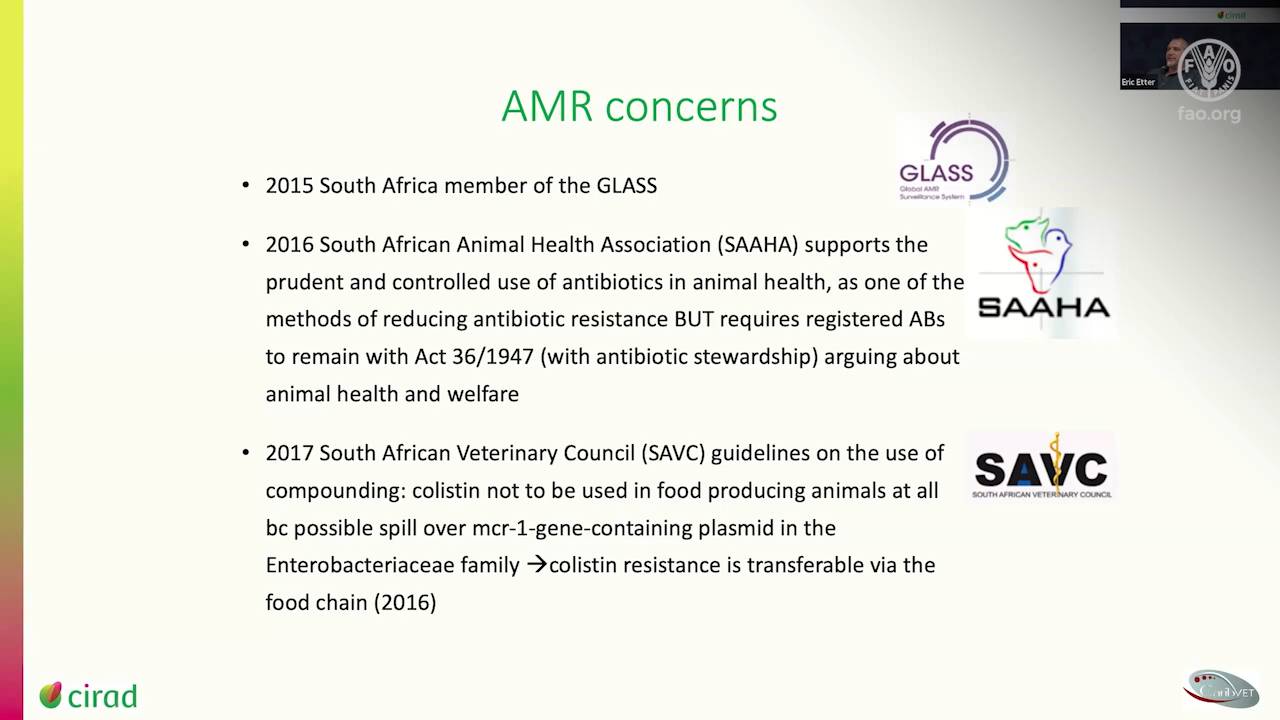 cirad
Eric Etter
FAO
FIAT PANIS
fao.org
AMR concerns
GLASS
Global AMR
Surveillance System
• 2015 South Africa member of the GLASS
• 2016 South African Animal Health Association (SAAHA) supports the
prudent and controlled use of antibiotics in animal health, as one of the
methods of reducing antibiotic resistance BUT requires registered ABs
to remain with Act 36/1947 (with antibiotic stewardship) arguing about
animal health and welfare
SAAHA
• 2017 South African Veterinary Council (SAVC) guidelines on the use of
compounding: colistin not to be used in food producing animals at all
bc possible spill over mcr-1-gene-containing plasmid in the
Enterobacteriaceae family →colistin resistance is transferable via the
food chain (2016)
SAVC
SOUTH AFRICAN VETERINARY COUNCIL
cirad
CaribVET